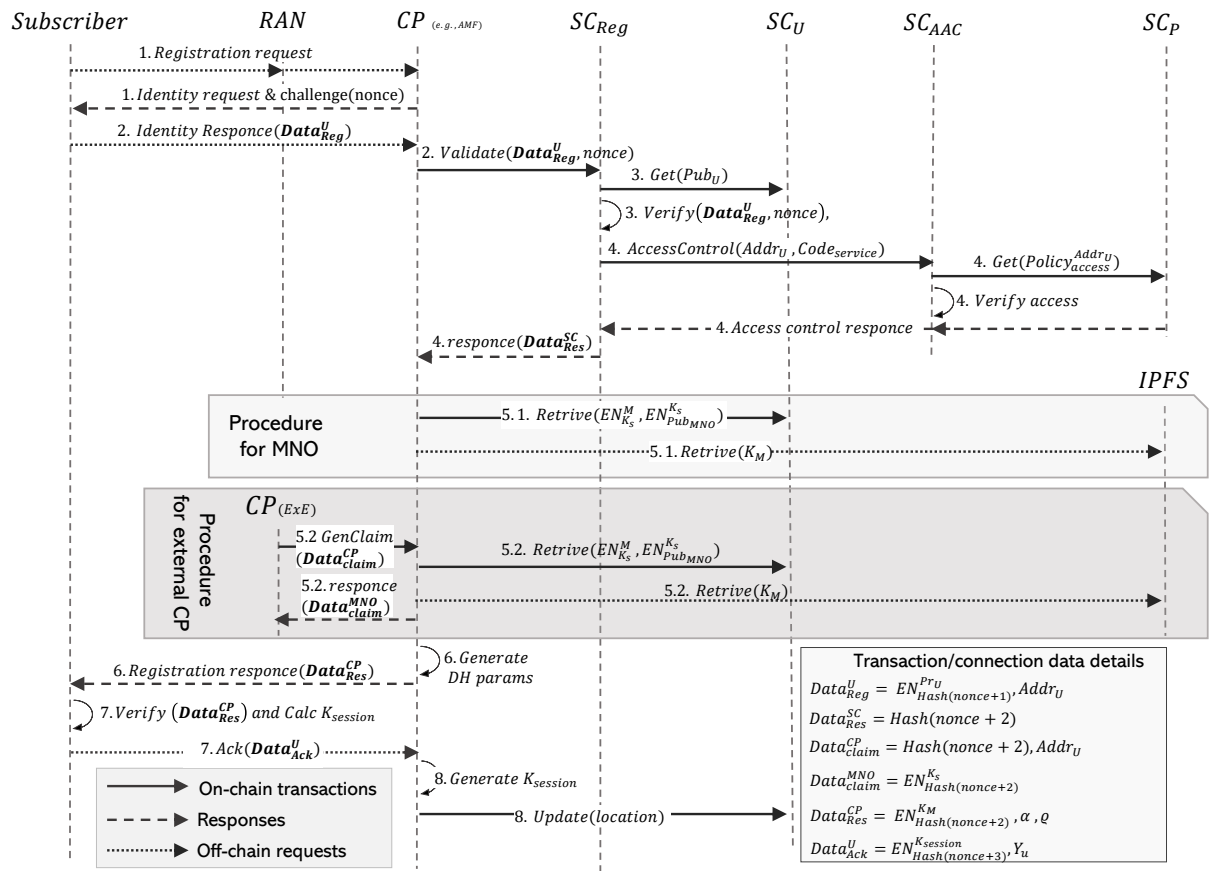 Subscriber RAN CP (e.g.,AMF) SC_Reg SC_U SC_AAC SC_P
1. Registration request
1. Identity request & challenge(nonce)
2. Identity Responce(Data^U_Reg)
2. Validate(Data^U_Reg, nonce)
3. Get(Pub_U)
3. Verify(Data^U_Reg, nonce),
4. AccessControl(Addr_U, Code_service)
4. Get(Policy^{Addr_U}_access)
4. Verify access
4. Access control responce
4. responce(Data^SC_Res)
IPFS
Procedure
for MNO
5.1. Retrive(EN^M_{K_s}, EN^{K_s}_{Pub_MNO})
5.1. Retrive(K_M)
Procedure
for external CP
CP (ExE)
5.2 GenClaim
(Data^CP_claim)
5.2. Retrive(EN^M_{K_s}, EN^{K_s}_{Pub_MNO})
5.2. responce
(Data^MNO_claim)
5.2. Retrive(K_M)
6. Generate
DH params
6. Registration responce(Data^CP_Res)
7. Verify (Data^CP_Res) and Calc K_session
7. Ack(Data^U_Ack)
8. Generate K_session
8. Update(location)
On-chain transactions
Responses
Off-chain requests
Transaction/connection data details
Data^U_Reg = EN^{Pr_U}_{Hash(nonce+1)}, Addr_U
Data^SC_Res = Hash(nonce + 2)
Data^CP_claim = Hash(nonce + 2), Addr_U
Data^MNO_claim = EN^{K_s}_{Hash(nonce+2)}
Data^CP_Res = EN^{K_M}_{Hash(nonce+2)}, α, ϱ
Data^U_Ack = EN^{K_session}_{Hash(nonce+3)}, Y_u